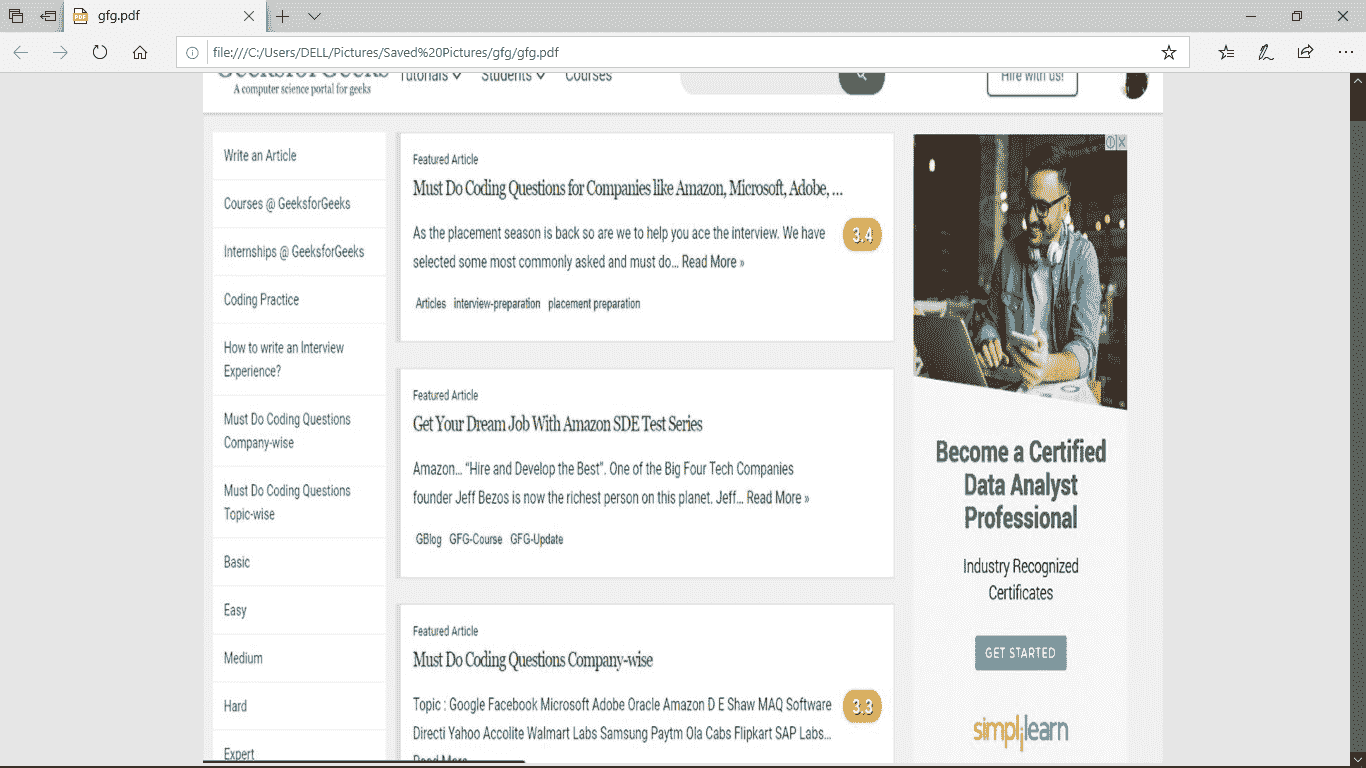 gfg.pdf
file:///C:/Users/DELL/Pictures/Saved%20Pictures/gfg/gfg.pdf
GeeksforGeeks
A computer science portal for geeks
Tutorials
Students
Courses
Hire with us!
Write an Article
Courses @ GeeksforGeeks
Internships @ GeeksforGeeks
Coding Practice
How to write an Interview
Experience?
Must Do Coding Questions
Company-wise
Must Do Coding Questions
Topic-wise
Basic
Easy
Medium
Hard
Expert
Featured Article
Must Do Coding Questions for Companies like Amazon, Microsoft, Adobe, ...
As the placement season is back so are we to help you ace the interview. We have
selected some most commonly asked and must do... Read More »
3.4
Articles interview-preparation placement preparation
Featured Article
Get Your Dream Job With Amazon SDE Test Series
Amazon... “Hire and Develop the Best”. One of the Big Four Tech Companies
founder Jeff Bezos is now the richest person on this planet. Jeff... Read More »
GBlog GFG-Course GFG-Update
Featured Article
Must Do Coding Questions Company-wise
Topic : Google Facebook Microsoft Adobe Oracle Amazon D E Shaw MAQ Software
Directi Yahoo Accolite Walmart Labs Samsung Paytm Ola Cabs Flipkart SAP Labs...
Read More
3.3
Become a Certified
Data Analyst
Professional
Industry Recognized
Certificates
GET STARTED
simplilearn